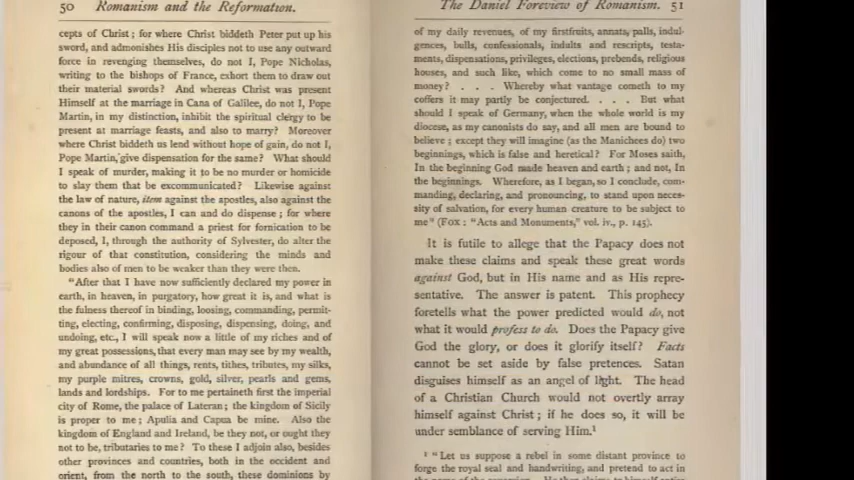 50 Romanism and the Reformation.
cepts of Christ; for where Christ biddeth Peter put up his
sword, and admonishes His disciples not to use any outward
force in revenging themselves, do not I, Pope Nicholas,
writing to the bishops of France, exhort them to draw out
their material swords? And whereas Christ was present
Himself at the marriage in Cana of Galilee, do not I, Pope
Martin, in my distinction, inhibit the spiritual clergy to be
present at marriage feasts, and also to marry? Moreover
where Christ biddeth us lend without hope of gain, do not I,
Pope Martin, give dispensation for the same? What should
I speak of murder, making it to be no murder or homicide
to slay them that be excommunicated? Likewise against
the law of nature, item against the apostles, also against the
canons of the apostles, I can and do dispense; for where
they in their canon command a priest for fornication to be
deposed, I, through the authority of Sylvester, do alter the
rigour of that constitution, considering the minds and
bodies also of men to be weaker than they were then.
"After that I have now sufficiently declared my power in
earth, in heaven, in purgatory, how great it is, and what is
the fulness thereof in binding, loosing, commanding, permit-
ting, electing, confirming, disposing, dispensing, doing, and
undoing, etc., I will speak now a little of my riches and of
my great possessions, that every man may see by my wealth,
and abundance of all things, rents, tithes, tributes, my silks,
my purple mitres, crowns, gold, silver, pearls and gems,
lands and lordships. For to me pertaineth first the imperial
city of Rome, the palace of Lateran; the kingdom of Sicily
is proper to me; Apulia and Capua be mine. Also the
kingdom of England and Ireland, be they not, or ought they
not to be, tributaries to me? To these I adjoin also, besides
other provinces and countries, both in the occident and
orient, from the north to the south, these dominions by
The Daniel Foreview of Romanism. 51
of my daily revenues, of my firstfruits, annats, palls, indul-
gences, bulls, confessionals, indults and rescripts, testa-
ments, dispensations, privileges, elections, prebends, religious
houses, and such like, which come to no small mass of
money? . . . Whereby what vantage cometh to my
coffers it may partly be conjectured. . . . But what
should I speak of Germany, when the whole world is my
diocese, as my canonists do say, and all men are bound to
believe; except they will imagine (as the Manichees do) two
beginnings, which is false and heretical? For Moses saith,
In the beginning God made heaven and earth; and not, In
the beginnings. Wherefore, as I began, so I conclude, com-
manding, declaring, and pronouncing, to stand upon neces-
sity of salvation, for every human creature to be subject to
me" (Fox: "Acts and Monuments," vol. iv., p. 145).
It is futile to allege that the Papacy does not
make these claims and speak these great words
against God, but in His name and as His repre-
sentative. The answer is patent. This prophecy
foretells what the power predicted would do, not
what it would profess to do. Does the Papacy give
God the glory, or does it glorify itself? Facts
cannot be set aside by false pretences. Satan
disguises himself as an angel of light. The head
of a Christian Church would not overtly array
himself against Christ; if he does so, it will be
under semblance of serving Him.¹
¹ "Let us suppose a rebel in some distant province to
forge the royal seal and handwriting, and pretend to act in